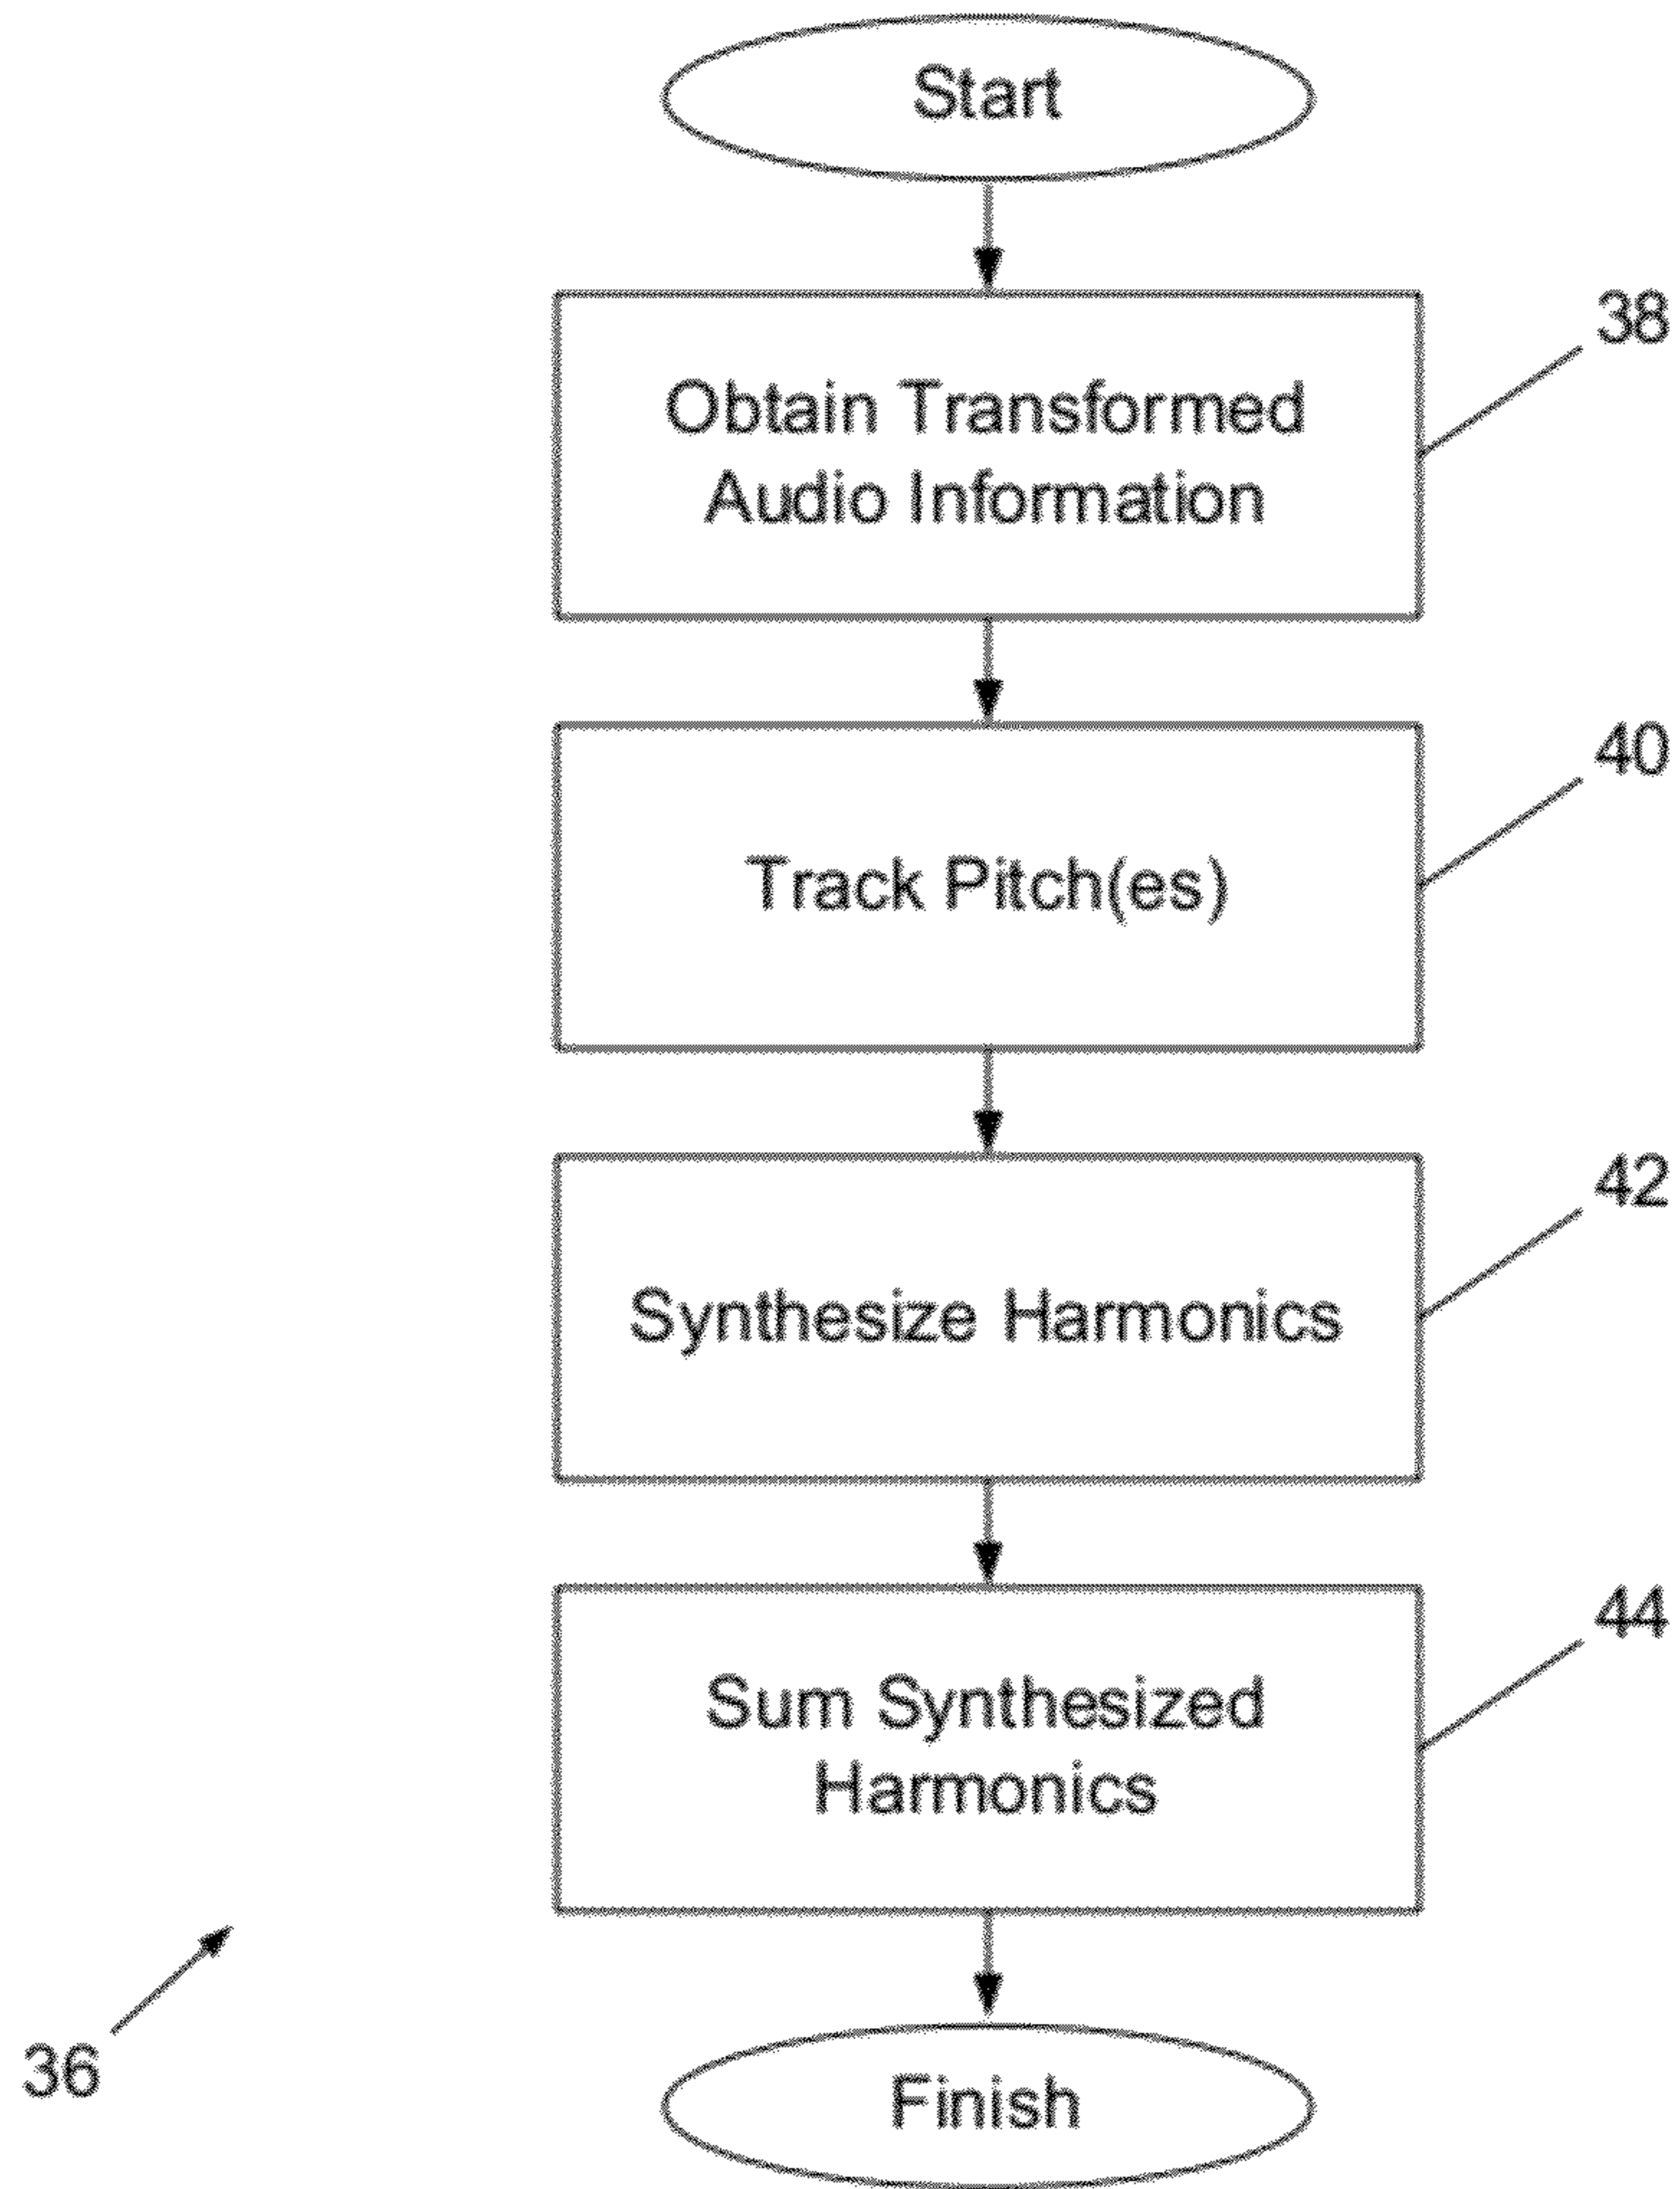 Start
Obtain Transformed
Audio Information
38
Track Pitch(es)
40
Synthesize Harmonics
42
Sum Synthesized
Harmonics
44
36
Finish